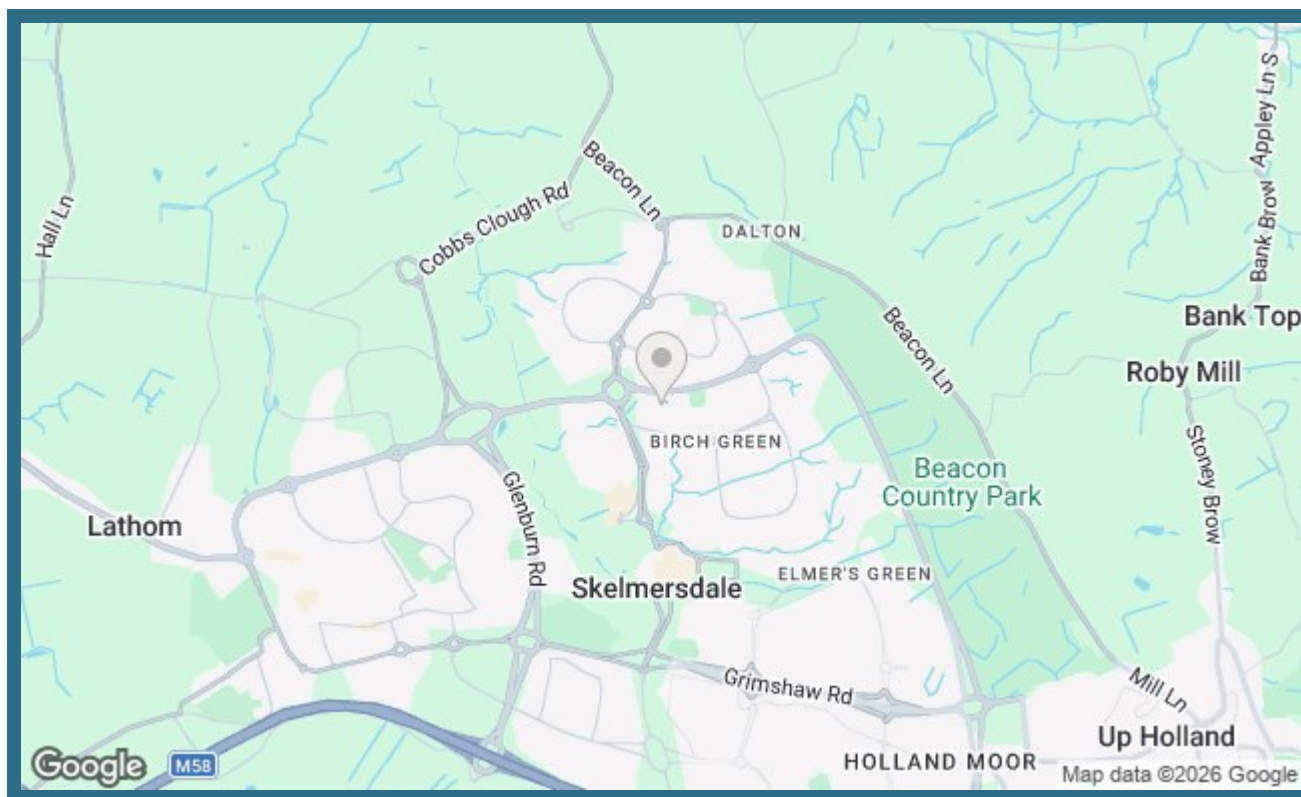 Hall Ln
Cobbs Clough Rd
Beacon Ln
DALTON
Bank Brow
Appley Ln S
Bank Top
Roby Mill
Beacon Ln
BIRCH GREEN
Beacon
Country Park
Stoney Brow
Lathom
Glenburn Rd
ELMER'S GREEN
Skelmersdale
Grimshaw Rd
Mill Ln
Up Holland
HOLLAND MOOR
Google
M58
Map data ©2026 Google